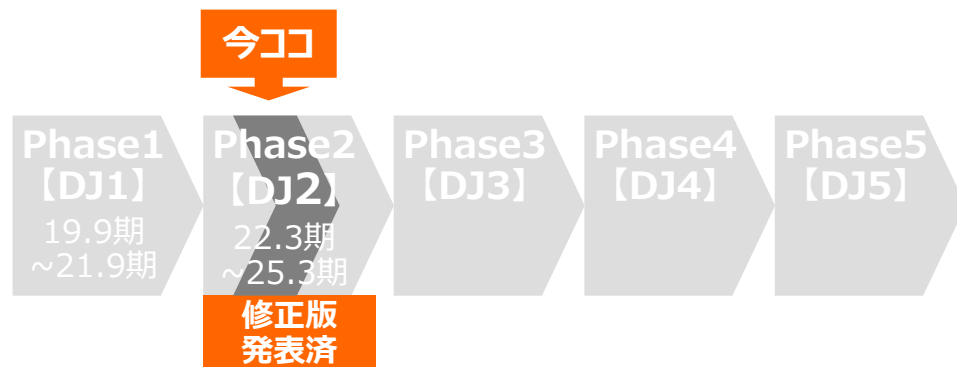 今ココ
Phase1
【DJ1】
19.9期
~21.9期
Phase2
【DJ2】
22.3期
~25.3期
修正版
発表済
Phase3
【DJ3】
Phase4
【DJ4】
Phase5
【DJ5】